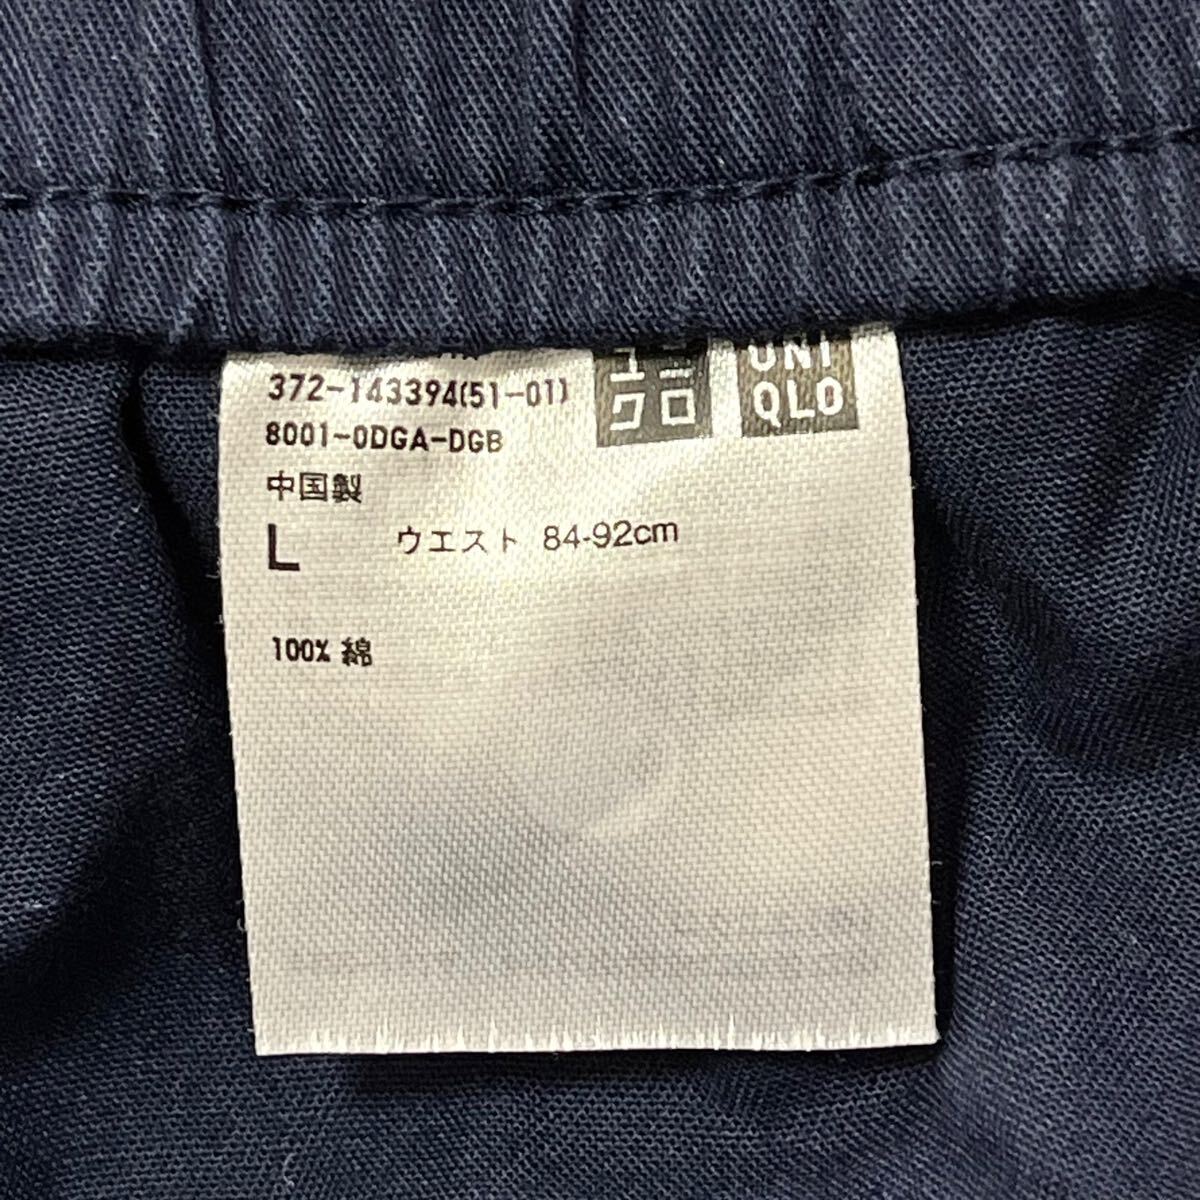 372-143394(51-01)
ユニ
クロ
UNI
QLO
8001-0DGA-DGB
中国製
L ウエスト 84-92cm
100% 綿